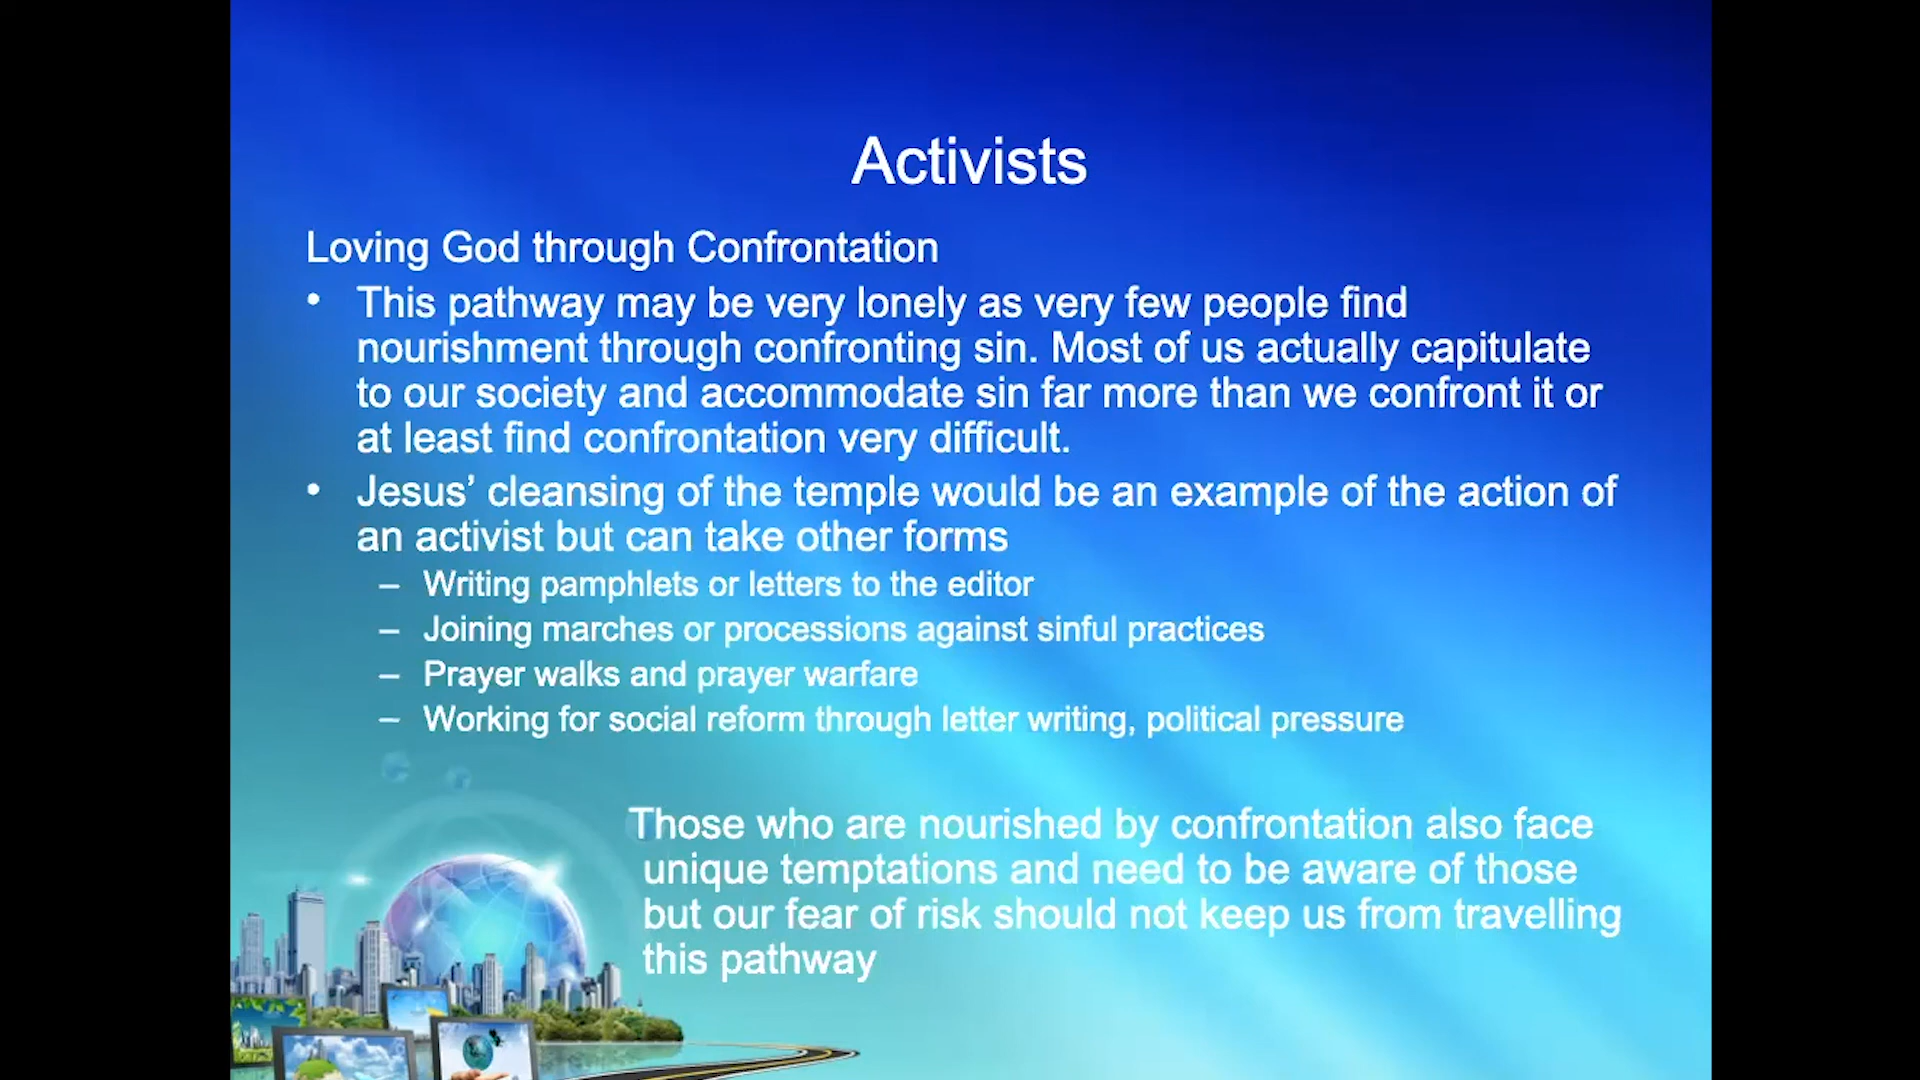 Activists
Loving God through Confrontation
• This pathway may be very lonely as very few people find
nourishment through confronting sin. Most of us actually capitulate
to our society and accommodate sin far more than we confront it or
at least find confrontation very difficult.
• Jesus’ cleansing of the temple would be an example of the action of
an activist but can take other forms
– Writing pamphlets or letters to the editor
– Joining marches or processions against sinful practices
– Prayer walks and prayer warfare
– Working for social reform through letter writing, political pressure
Those who are nourished by confrontation also face
unique temptations and need to be aware of those
but our fear of risk should not keep us from travelling
this pathway